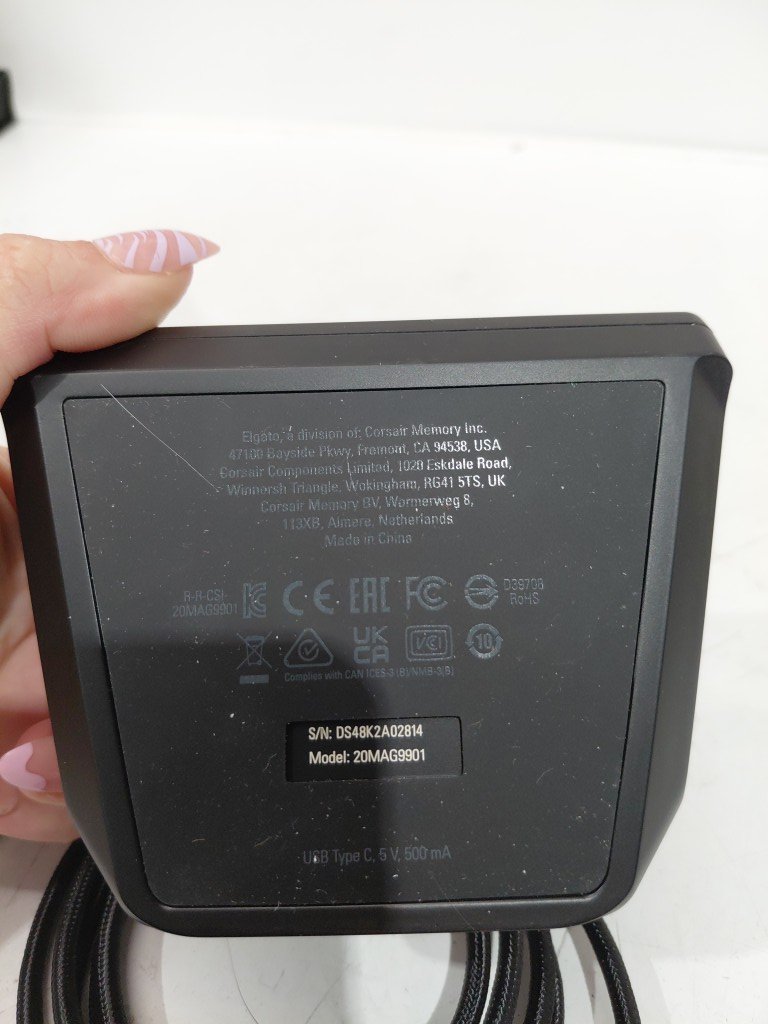 Elgato, a division of: Corsair Memory Inc.
47100 Bayside Pkwy, Fremont, CA 94538, USA
Corsair Components Limited, 1020 Eskdale Road,
Winnersh Triangle, Wokingham, RG41 5TS, UK
Corsair Memory BV, Wormerweg 8,
113XB, Almere, Netherlands
Made in China
R-R-CSI-
20MAG9901
CE EAC FC
D39708
RoHS
UK
CA
VCI
10
Complies with CAN ICES-3 (B)/NMB-3(B)
S/N: DS48K2A02814
Model: 20MAG9901
USB Type C, 5 V, 500 mA